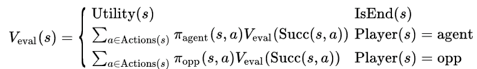 Utility(s) IsEnd(s)
V_eval(s) = { ∑_{a∈Actions(s)} π_agent(s, a)V_eval(Succ(s, a)) Player(s) = agent
∑_{a∈Actions(s)} π_opp(s, a)V_eval(Succ(s, a)) Player(s) = opp